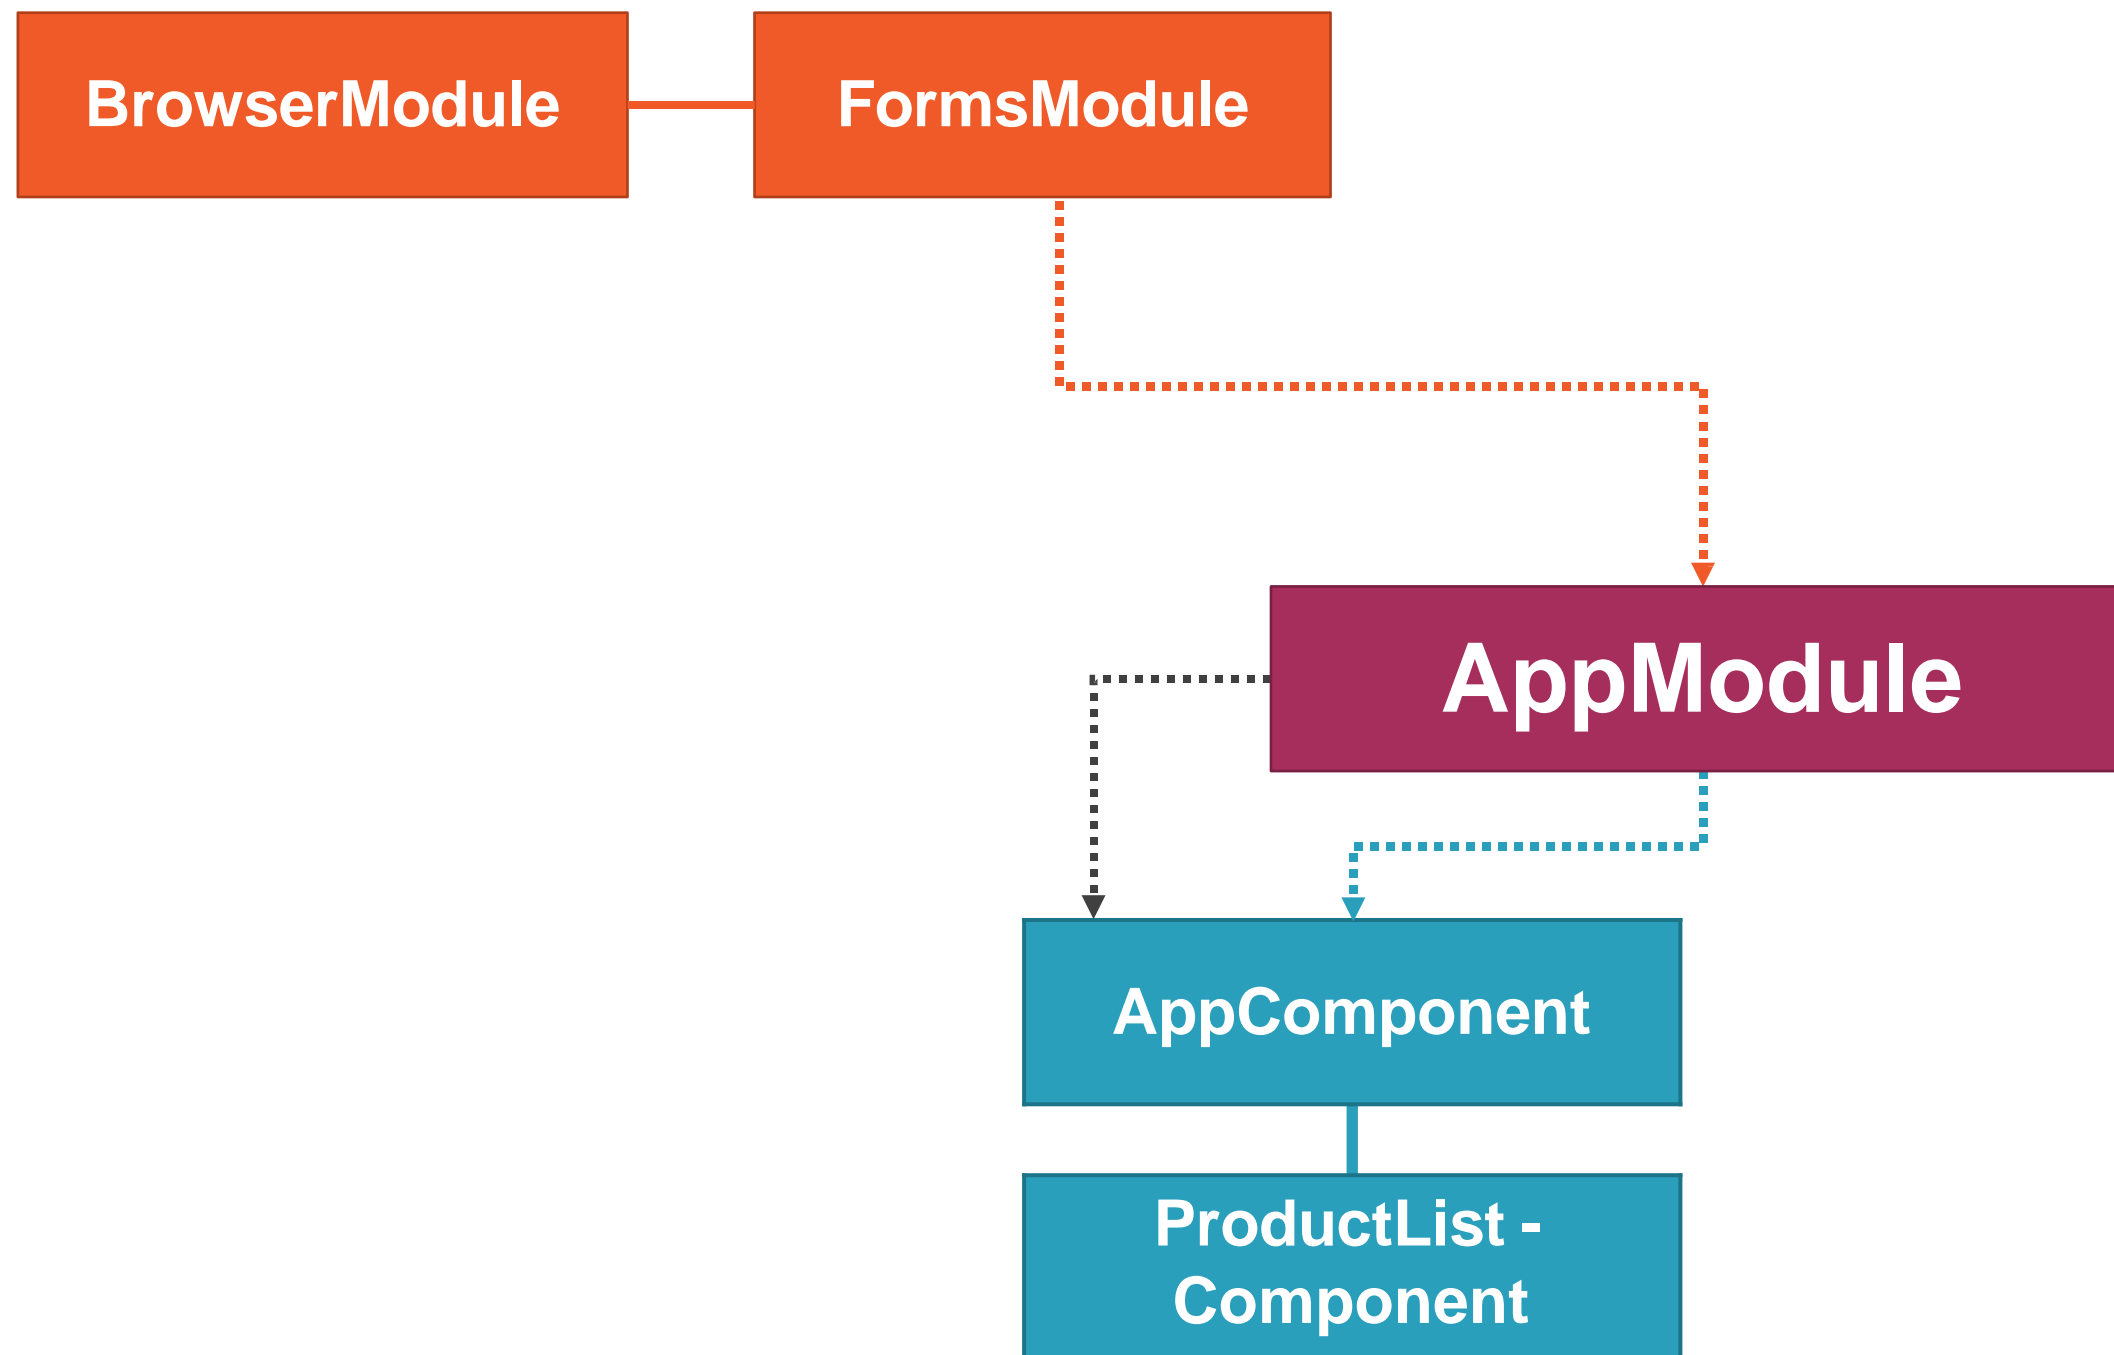 BrowserModule
FormsModule
AppModule
AppComponent
ProductList -
Component